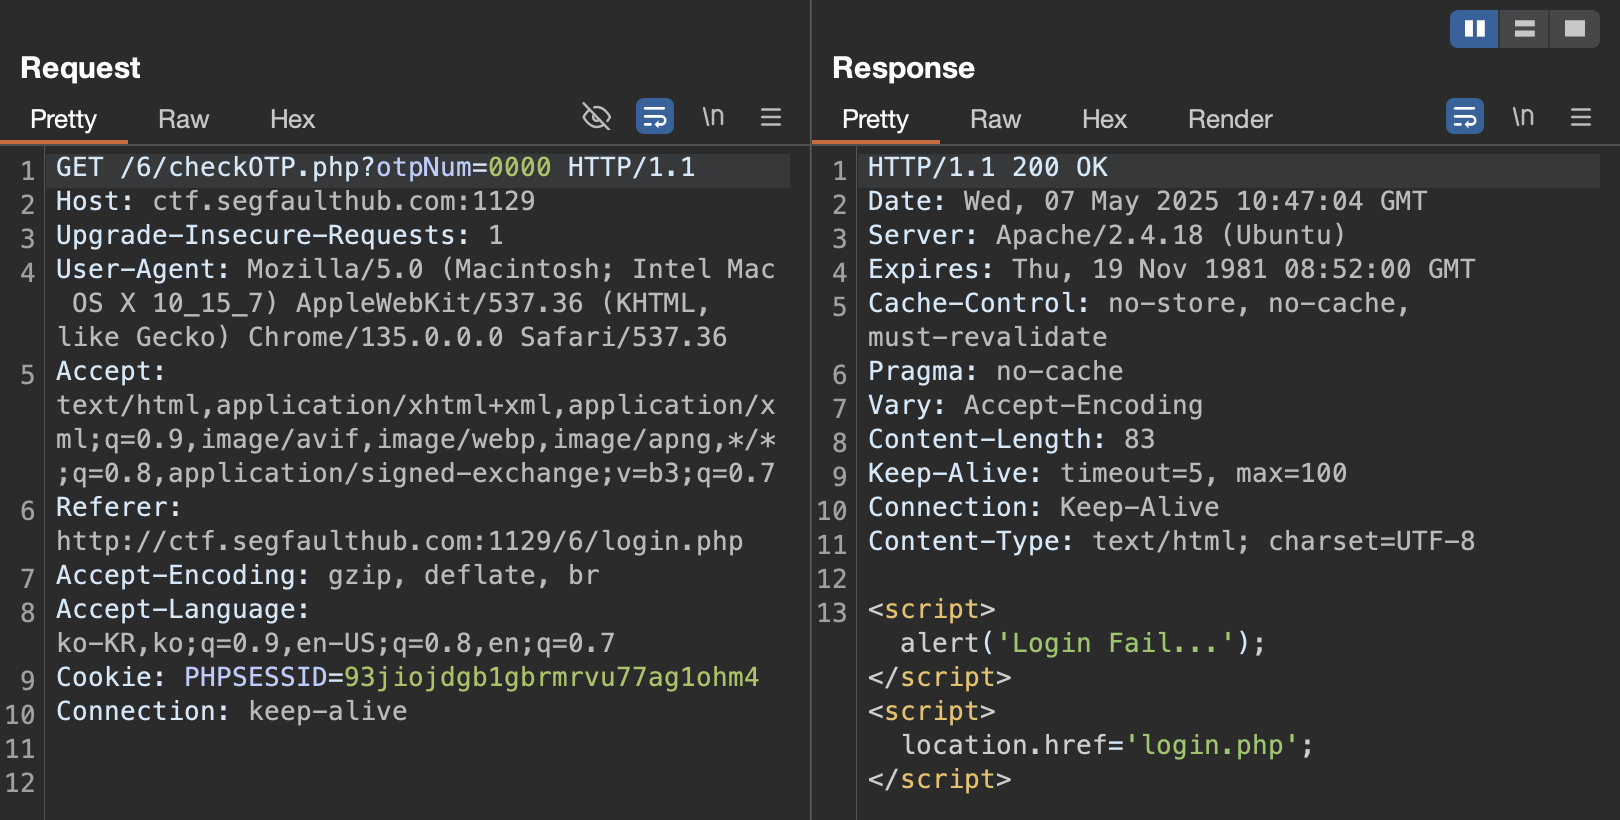 Request
Pretty Raw Hex \n
1 GET /6/checkOTP.php?otpNum=0000 HTTP/1.1
2 Host: ctf.segfaulthub.com:1129
3 Upgrade-Insecure-Requests: 1
4 User-Agent: Mozilla/5.0 (Macintosh; Intel Mac
OS X 10_15_7) AppleWebKit/537.36 (KHTML,
like Gecko) Chrome/135.0.0.0 Safari/537.36
5 Accept:
text/html,application/xhtml+xml,application/x
ml;q=0.9,image/avif,image/webp,image/apng,*/*
;q=0.8,application/signed-exchange;v=b3;q=0.7
6 Referer:
http://ctf.segfaulthub.com:1129/6/login.php
7 Accept-Encoding: gzip, deflate, br
8 Accept-Language:
ko-KR,ko;q=0.9,en-US;q=0.8,en;q=0.7
9 Cookie: PHPSESSID=93jiojdgb1gbrmrvu77ag1ohm4
10 Connection: keep-alive
11
12
Response
Pretty Raw Hex Render \n
1 HTTP/1.1 200 OK
2 Date: Wed, 07 May 2025 10:47:04 GMT
3 Server: Apache/2.4.18 (Ubuntu)
4 Expires: Thu, 19 Nov 1981 08:52:00 GMT
5 Cache-Control: no-store, no-cache,
must-revalidate
6 Pragma: no-cache
7 Vary: Accept-Encoding
8 Content-Length: 83
9 Keep-Alive: timeout=5, max=100
10 Connection: Keep-Alive
11 Content-Type: text/html; charset=UTF-8
12
13 <script>
alert('Login Fail...');
</script>
<script>
location.href='login.php';
</script>